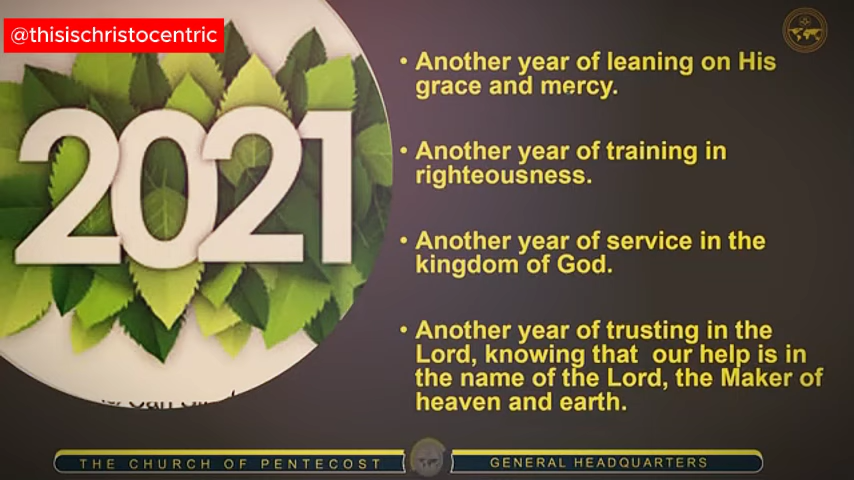 @thisischristocentric
2021
• Another year of leaning on His
grace and mercy.
• Another year of training in
righteousness.
• Another year of service in the
kingdom of God.
• Another year of trusting in the
Lord, knowing that our help is in
the name of the Lord, the Maker of
heaven and earth.
THE CHURCH OF PENTECOST
GENERAL HEADQUARTERS